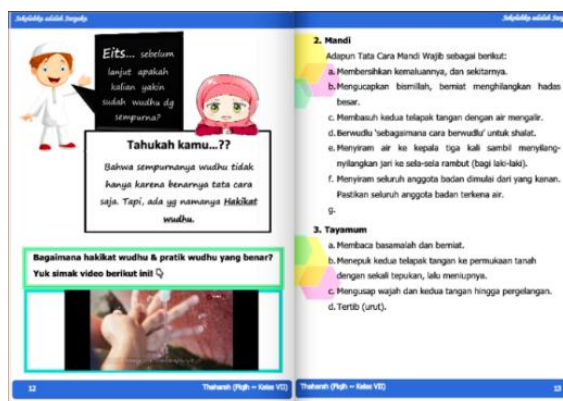 Sekolahku adalah Surgaku
Eits... sebelum
lanjut apakah
kalian yakin
sudah wudhu dg
sempurna?
Tahukah kamu...??
Bahwa sempurnanya wudhu tidak
hanya karena benarnya tata cara
saja. Tapi, ada yg namanya Hakikat
wudhu.
Bagaimana hakikat wudhu & pratik wudhu yang benar?
Yuk simak video berikut ini!
12
Thaharoh (Fiqih – Kelas VII)
Sekolahku adalah Surgaku
2. Mandi
Adapun Tata Cara Mandi Wajib sebagai berikut:
a. Membersihkan kemaluannya, dan sekitarnya.
b. Mengucapkan bismillah, berniat menghilangkan hadas
besar.
c. Membasuh kedua telapak tangan dengan air mengalir.
d. Berwudlu 'sebagaimana cara berwudlu' untuk shalat.
e. Menyiram air ke kepala tiga kali sambil menyilang-
nyilangkan jari ke sela-sela rambut (bagi laki-laki).
f. Menyiram seluruh anggota badan dimulai dari yang kanan.
Pastikan seluruh anggota badan terkena air.
g.
3. Tayamum
a. Membaca basamalah dan berniat.
b. Menepuk kedua telapak tangan ke permukaan tanah
dengan sekali tepukan, lalu meniupnya.
c. Mengusap wajah dan kedua tangan hingga pergelangan.
d. Tertib (urut).
Thaharoh (Fiqih – Kelas VII)
13